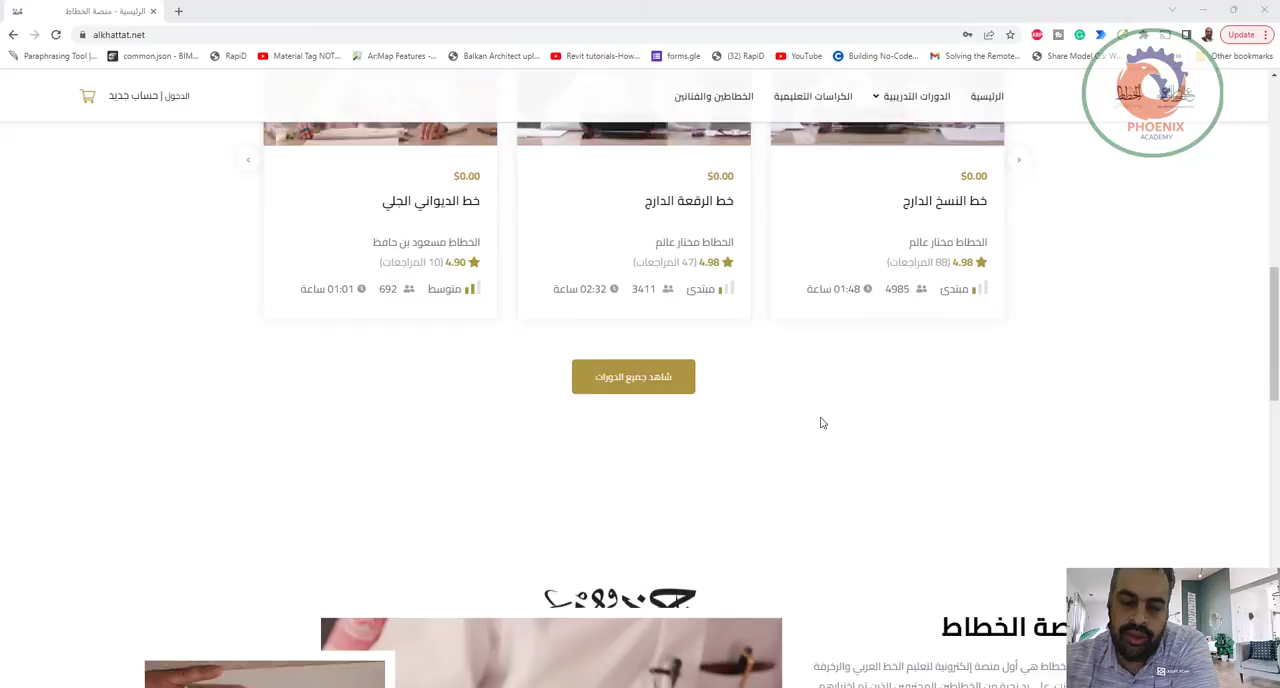 الرئيسية - منصة الخطاط
alkhattat.net
Update
Paraphrasing Tool |...
common.json - BIM...
RapiD
Material Tag NOT...
ArMap Features -...
Balkan Architect upl...
Revit tutorials-How...
forms.gle
(32) RapiD
YouTube
Building No-Code...
Solving the Remote...
Share Model
Other bookmarks
الرئيسية
الدورات التدريبية
الكراسات التعليمية
الخطاطين والفنانين
الدخول | حساب جديد
PHOENIX
ACADEMY
$0.00
خط النسخ الدارج
الخطاط مختار عالم
4.98 (88 المراجعات)
مبتدئ 4985 01:48 ساعة
$0.00
خط الرقعة الدارج
الخطاط مختار عالم
4.98 (47 المراجعات)
مبتدئ 3411 02:32 ساعة
$0.00
خط الديواني الجلي
الخطاط مسعود بن حافظ
4.90 (10 المراجعات)
متوسط 692 01:01 ساعة
شاهد جميع الدورات
الخطاط
هي أول منصة إلكترونية لتعليم الخط العربي والزخرفة